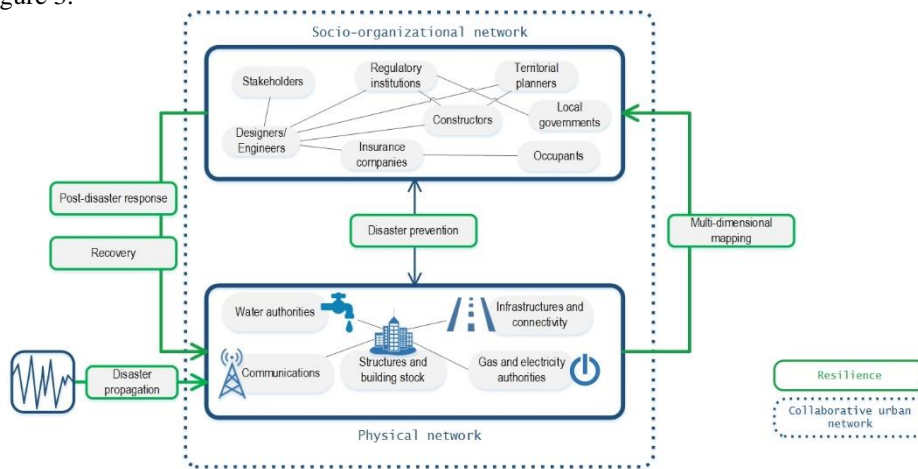 gure 3.
Socio-organizational network
Stakeholders
Regulatory
institutions
Territorial
planners
Local
governments
Constructors
Designers/
Engineers
Insurance
companies
Occupants
Post-disaster response
Recovery
Disaster prevention
Multi-dimensional
mapping
Water authorities
Infrastructures and
connectivity
Communications
Structures and
building stock
Gas and electricity
authorities
Disaster
propagation
Physical network
Resilience
Collaborative urban
network